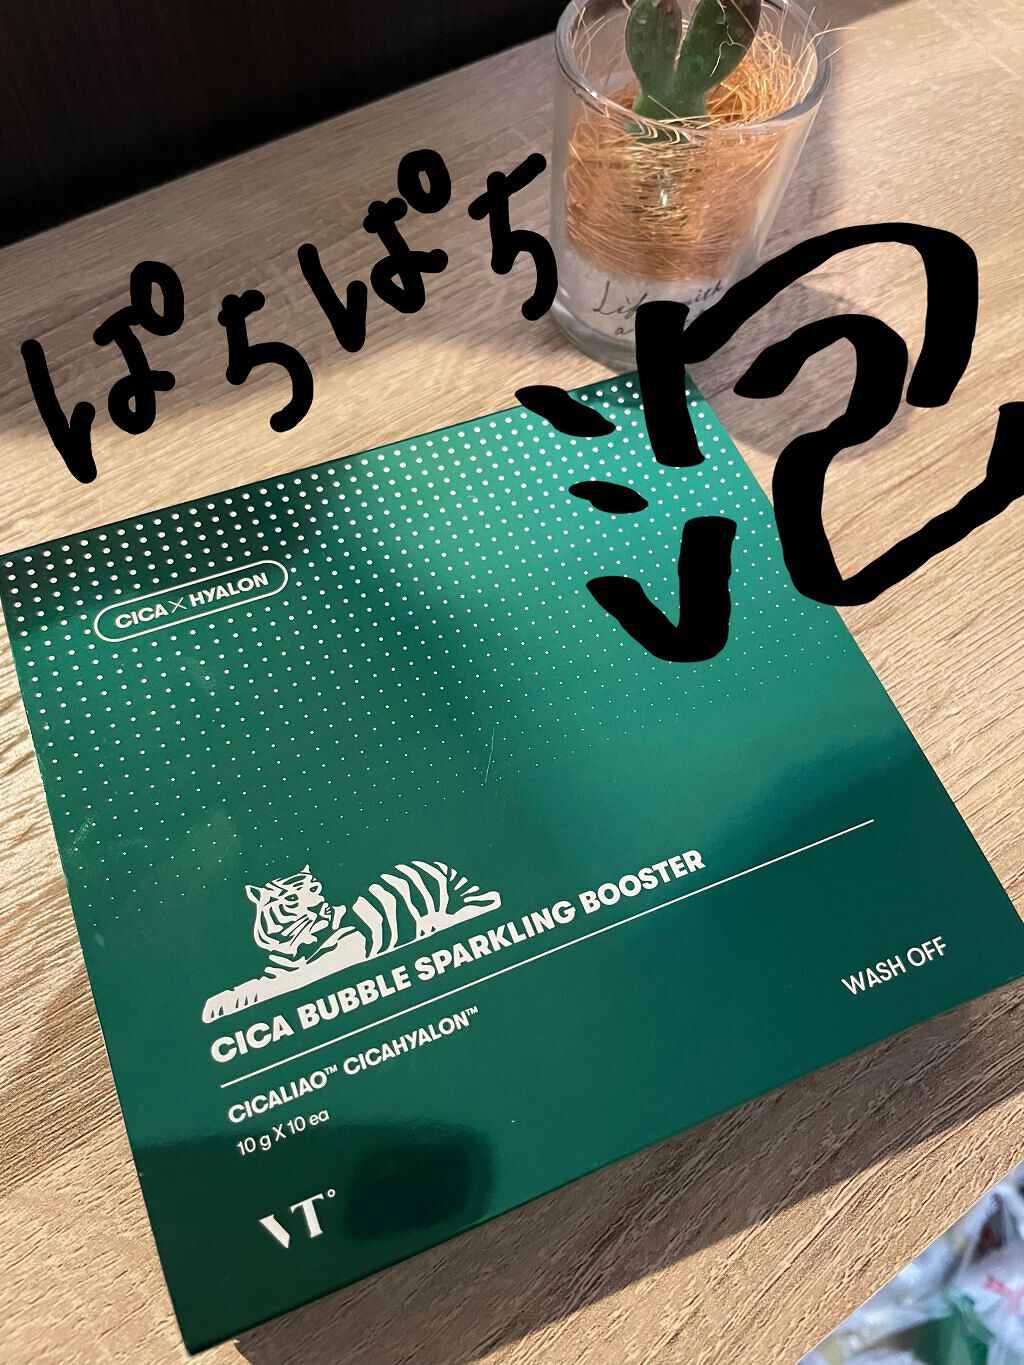 ぱちぱち
泡
CICA×HYALON
CICA BUBBLE SPARKLING BOOSTER
CICALIAO™ CICAHYALON™
10 g X 10 ea
WASH OFF
VT°